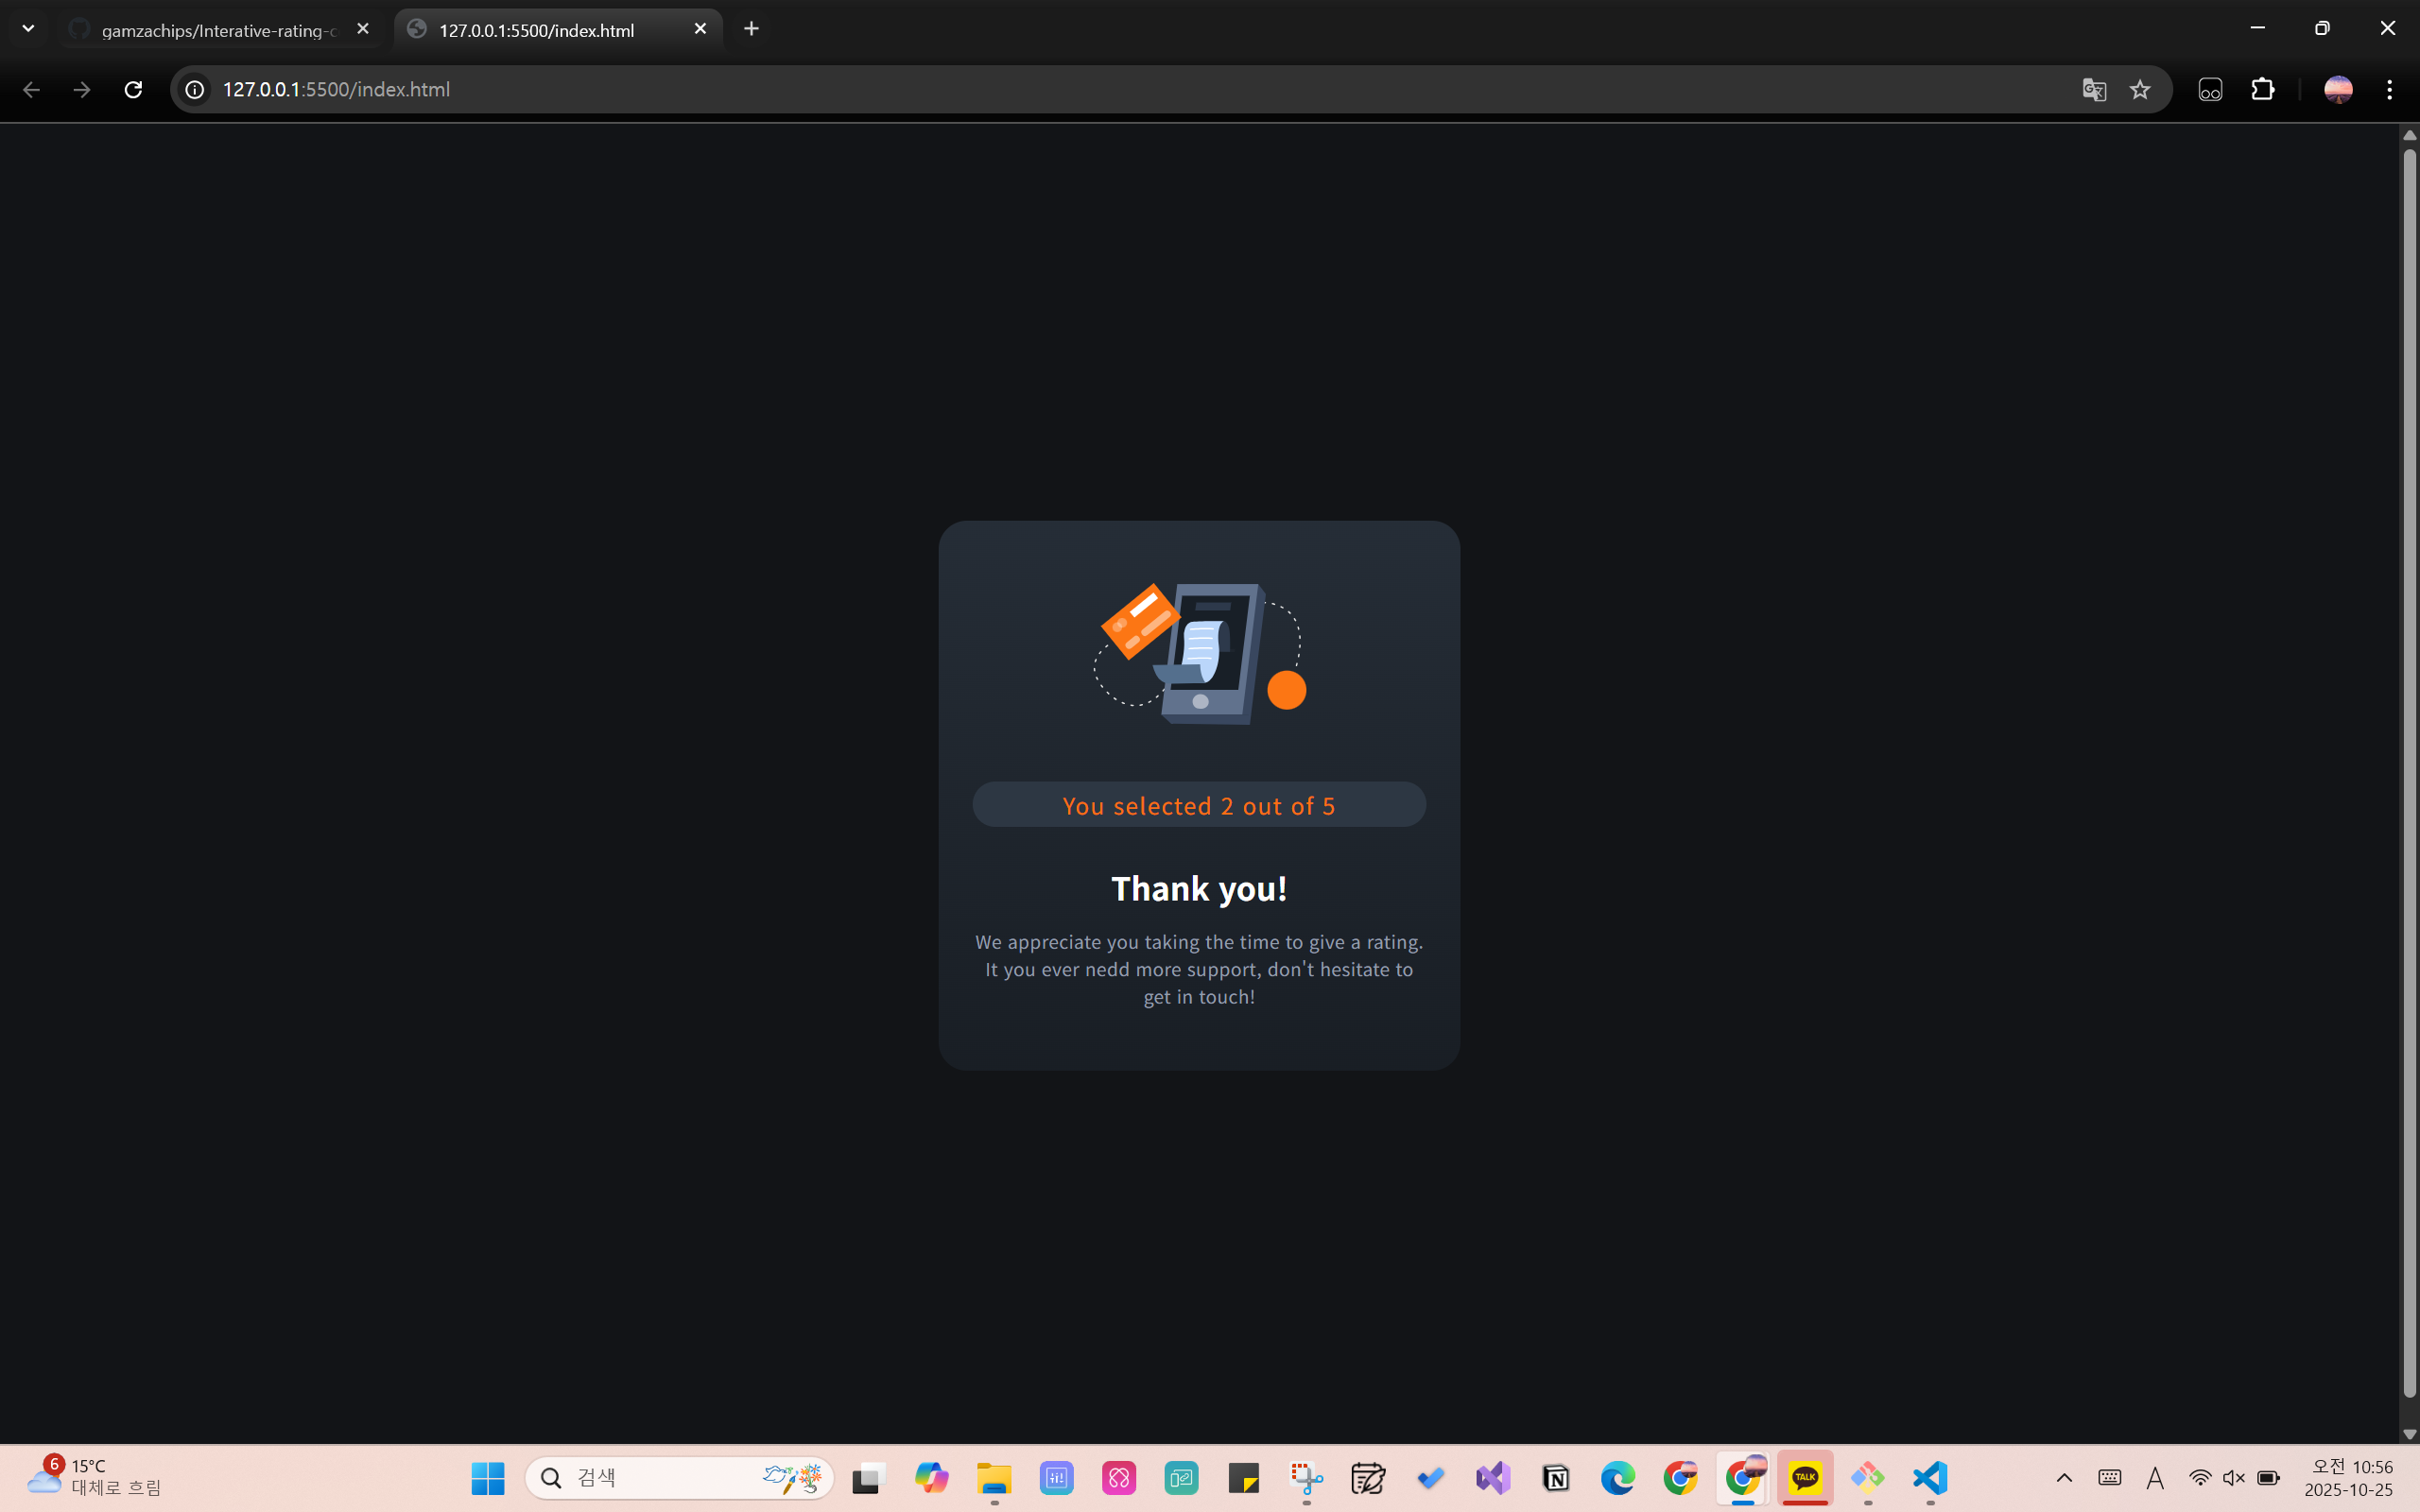 gamzachips/Interative-rating-c
127.0.0.1:5500/index.html
127.0.0.1:5500/index.html
You selected 2 out of 5
Thank you!
We appreciate you taking the time to give a rating.
It you ever nedd more support, don't hesitate to
get in touch!
6
15°C
대체로 흐림
검색
TALK
A
오전 10:56
2025-10-25